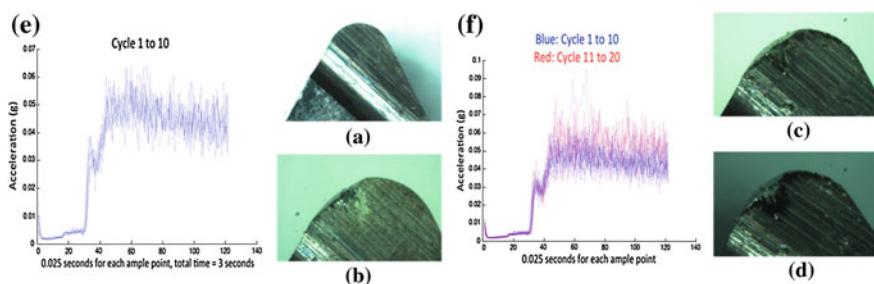 (e)
Cycle 1 to 10
Acceleration (g)
0.07
0.06
0.05
0.04
0.03
0.02
0.01
0
0 20 40 60 80 100 120 140
0.025 seconds for each ample point, total time = 3 seconds
(a)
(b)
(f)
Blue: Cycle 1 to 10
Red: Cycle 11 to 20
Acceleration (g)
0.1
0.09
0.08
0.07
0.06
0.05
0.04
0.03
0.02
0.01
0
0 20 40 60 80 100 120 140
0.025 seconds for each ample point
(c)
(d)